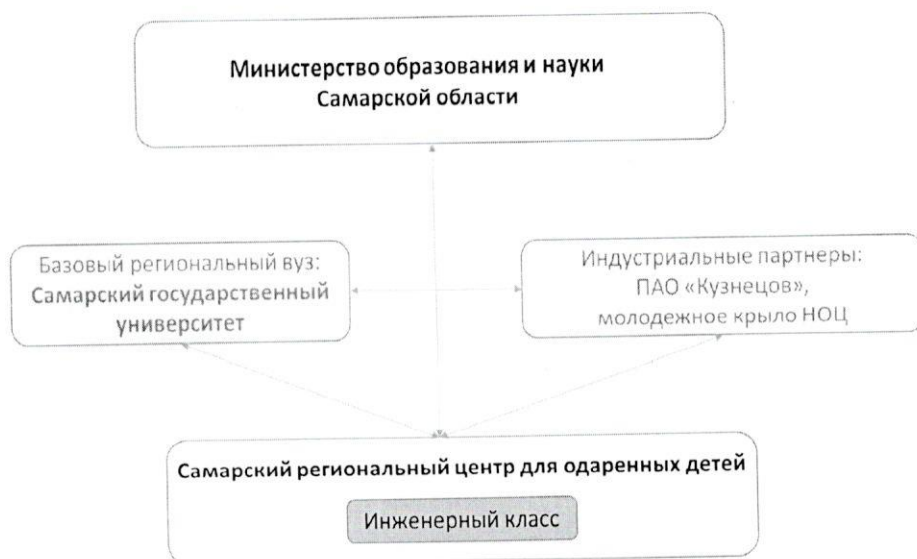 Министерство образования и науки
Самарской области
Базовый региональный вуз:
Самарский государственный
университет
Индустриальные партнеры:
ПАО «Кузнецов»,
молодежное крыло НОЦ
Самарский региональный центр для одаренных детей
Инженерный класс